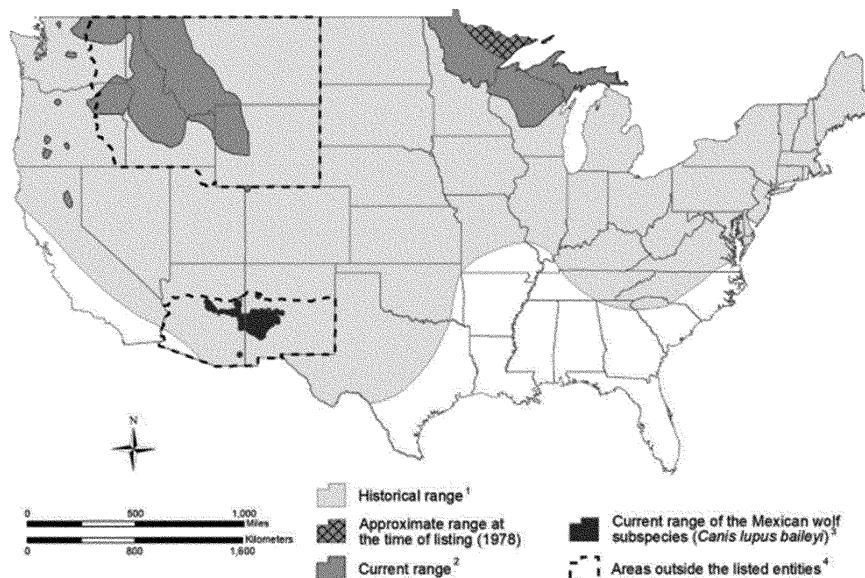 N
0 500 1,000
Miles
Kilometers
0 800 1,600
Historical range 1
Approximate range at
the time of listing (1978)
Current range 2
Current range of the Mexican wolf
subspecies (Canis lupus baileyi) 3
Areas outside the listed entities 4